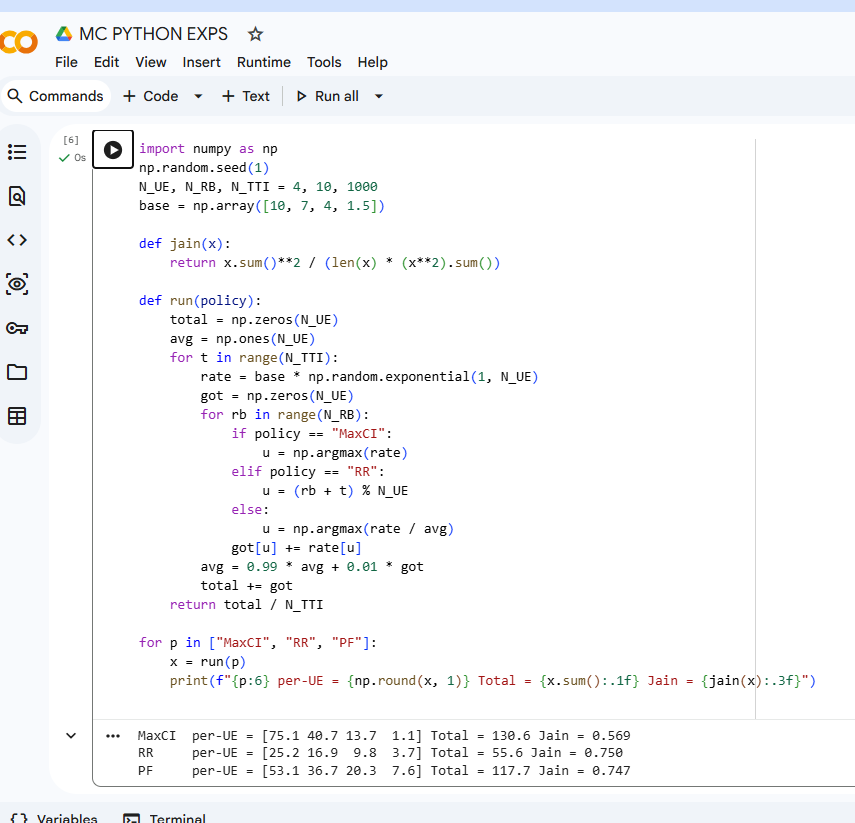 MC PYTHON EXPS
File Edit View Insert Runtime Tools Help
Commands + Code + Text Run all
[6]
0s
import numpy as np
np.random.seed(1)
N_UE, N_RB, N_TTI = 4, 10, 1000
base = np.array([10, 7, 4, 1.5])

def jain(x):
    return x.sum()**2 / (len(x) * (x**2).sum())

def run(policy):
    total = np.zeros(N_UE)
    avg = np.ones(N_UE)
    for t in range(N_TTI):
        rate = base * np.random.exponential(1, N_UE)
        got = np.zeros(N_UE)
        for rb in range(N_RB):
            if policy == "MaxCI":
                u = np.argmax(rate)
            elif policy == "RR":
                u = (rb + t) % N_UE
            else:
                u = np.argmax(rate / avg)
            got[u] += rate[u]
        avg = 0.99 * avg + 0.01 * got
        total += got
    return total / N_TTI

for p in ["MaxCI", "RR", "PF"]:
    x = run(p)
    print(f"{p:6} per-UE = {np.round(x, 1)} Total = {x.sum():.1f} Jain = {jain(x):.3f}")

MaxCI  per-UE = [75.1 40.7 13.7  1.1] Total = 130.6 Jain = 0.569
RR     per-UE = [25.2 16.9  9.8  3.7] Total = 55.6 Jain = 0.750
PF     per-UE = [53.1 36.7 20.3  7.6] Total = 117.7 Jain = 0.747
Variables Terminal